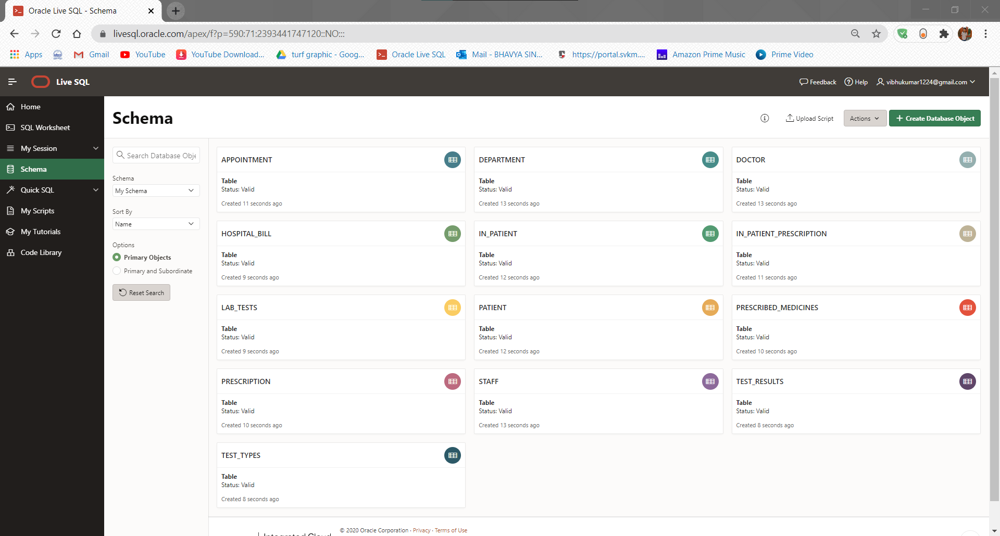 Oracle Live SQL - Schema
livesql.oracle.com/apex/f?p=590:71:2393441747120::NO:::
Apps
Gmail
YouTube
YouTube Download...
turf graphic - Goog...
Oracle Live SQL
Mail - BHAVYA SIN...
https://portal.svkm....
Amazon Prime Music
Prime Video
Live SQL
Feedback
Help
vibhukumar1224@gmail.com
Home
SQL Worksheet
My Session
Schema
Quick SQL
My Scripts
My Tutorials
Code Library
Schema
Upload Script
Actions
Create Database Object
Search Database Obje
Schema
My Schema
Sort By
Name
Options
Primary Objects
Primary and Subordinate
Reset Search
APPOINTMENT
Table
Status: Valid
Created 11 seconds ago
DEPARTMENT
Table
Status: Valid
Created 13 seconds ago
DOCTOR
Table
Status: Valid
Created 13 seconds ago
HOSPITAL_BILL
Table
Status: Valid
Created 9 seconds ago
IN_PATIENT
Table
Status: Valid
Created 12 seconds ago
IN_PATIENT_PRESCRIPTION
Table
Status: Valid
Created 11 seconds ago
LAB_TESTS
Table
Status: Valid
Created 9 seconds ago
PATIENT
Table
Status: Valid
Created 12 seconds ago
PRESCRIBED_MEDICINES
Table
Status: Valid
Created 10 seconds ago
PRESCRIPTION
Table
Status: Valid
Created 10 seconds ago
STAFF
Table
Status: Valid
Created 13 seconds ago
TEST_RESULTS
Table
Status: Valid
Created 8 seconds ago
TEST_TYPES
Table
Status: Valid
Created 8 seconds ago
Integrated Cloud
© 2020 Oracle Corporation · Privacy · Terms of Use